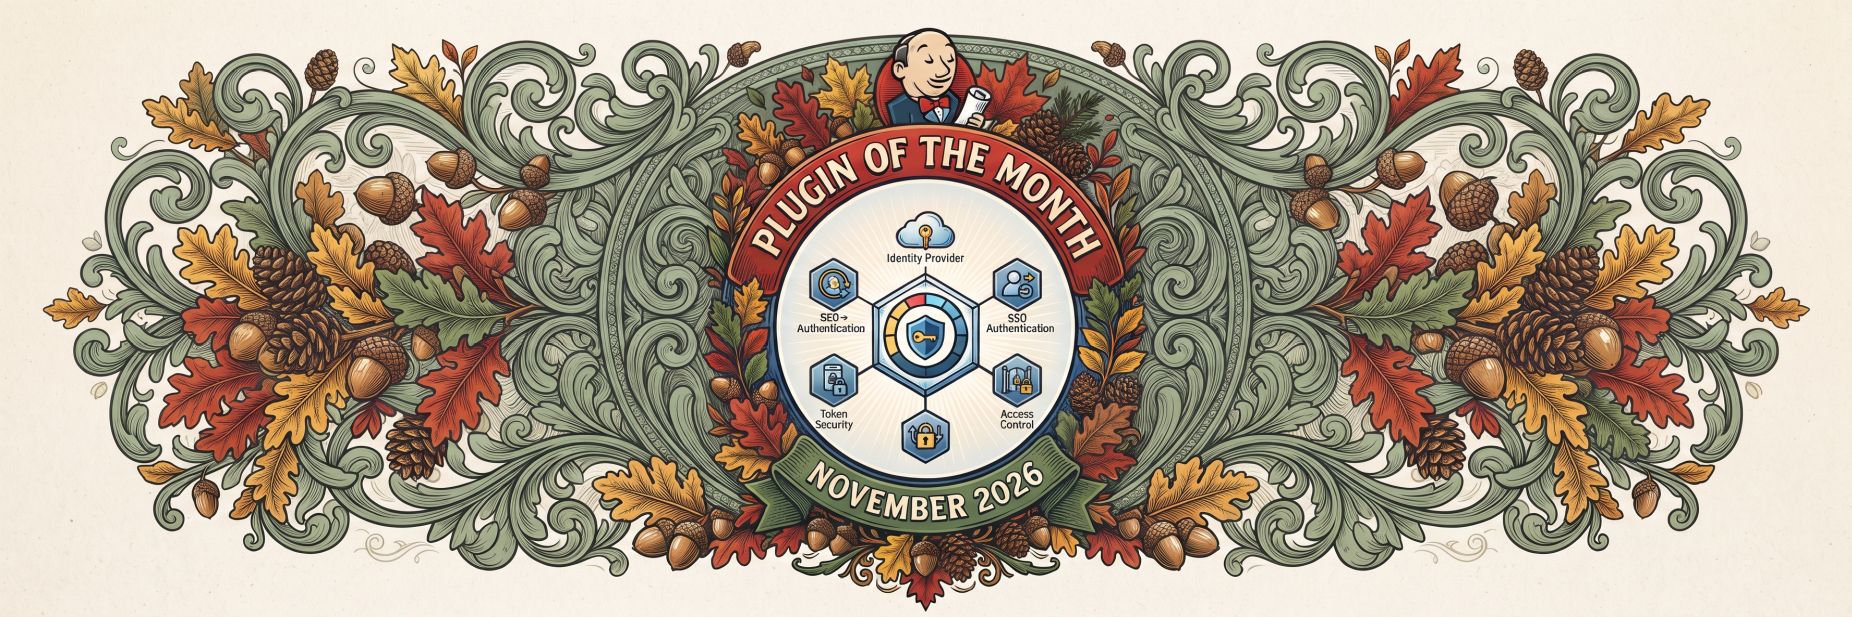 PLUGIN OF THE MONTH
Identity Provider
SEO→
Authentication
SSO
Authentication
Token
Security
Access
Control
NOVEMBER 2026